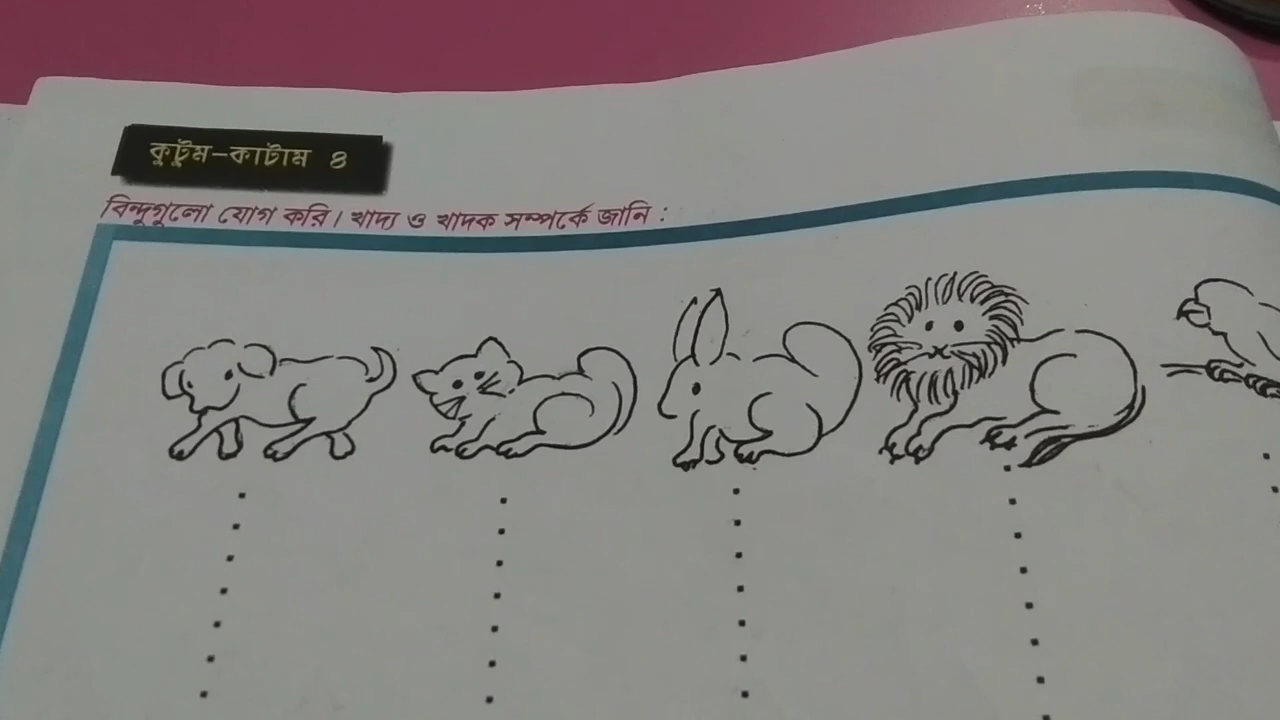 কুটুম-কাটাম ৪
বিন্দুগুলো যোগ করি। খাদ্য ও খাদক সম্পর্কে জানি :